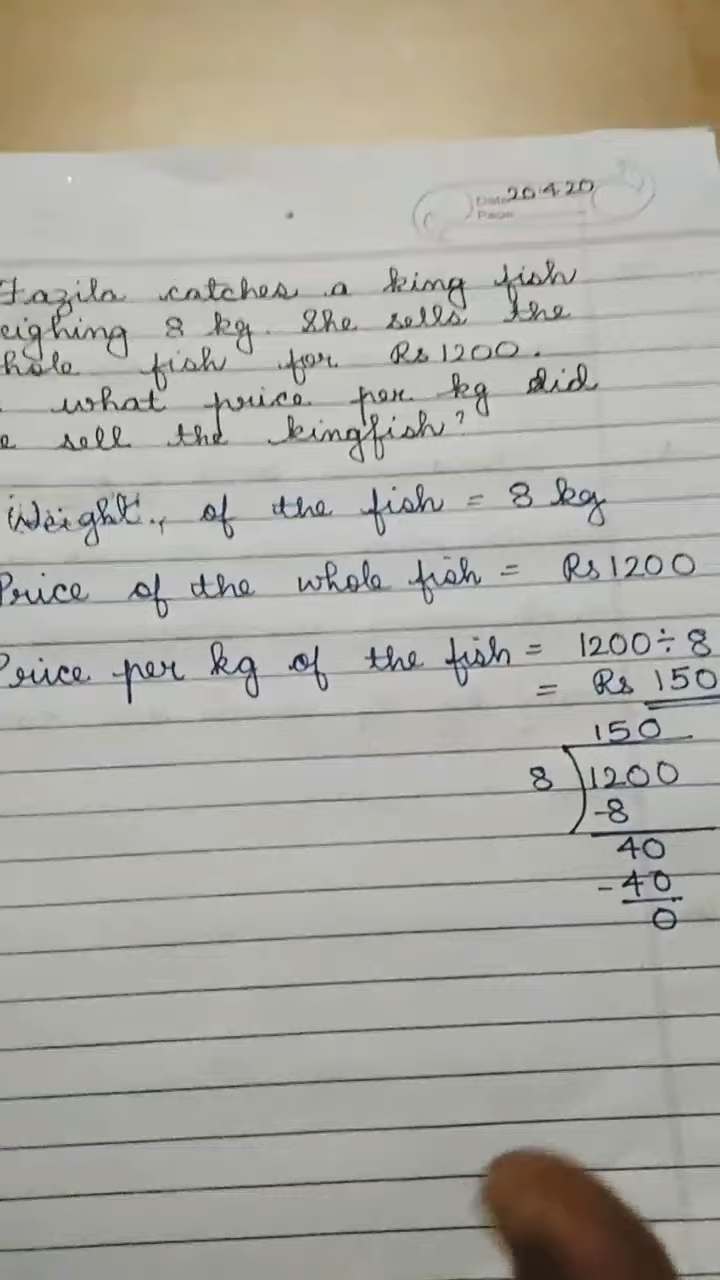 Date 20.4.20
Page
Fazila catches a king fish
eighing 8 kg. She sells the
hole fish for Rs 1200.
what price per kg did
e sell the kingfish?
Weight, of the fish = 8 kg
Price of the whole fish = Rs 1200
Price per kg of the fish = 1200 ÷ 8
= Rs 150
150
8 ) 1200
-8
40
- 40
0